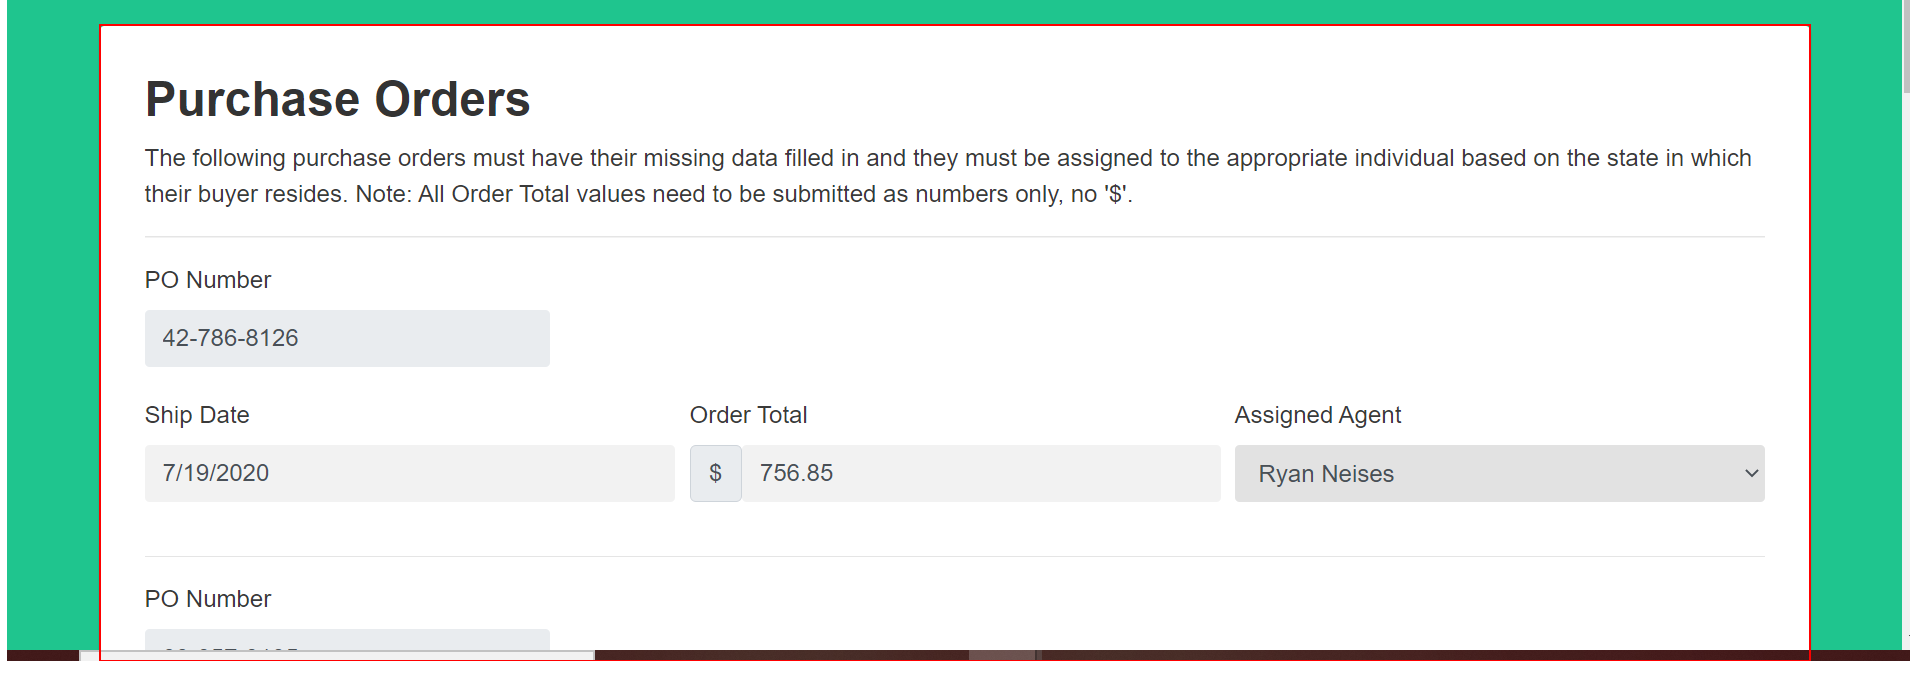 Purchase Orders
The following purchase orders must have their missing data filled in and they must be assigned to the appropriate individual based on the state in which
their buyer resides. Note: All Order Total values need to be submitted as numbers only, no '$'.
PO Number
42-786-8126
Ship Date Order Total Assigned Agent
7/19/2020 $ 756.85 Ryan Neises
PO Number